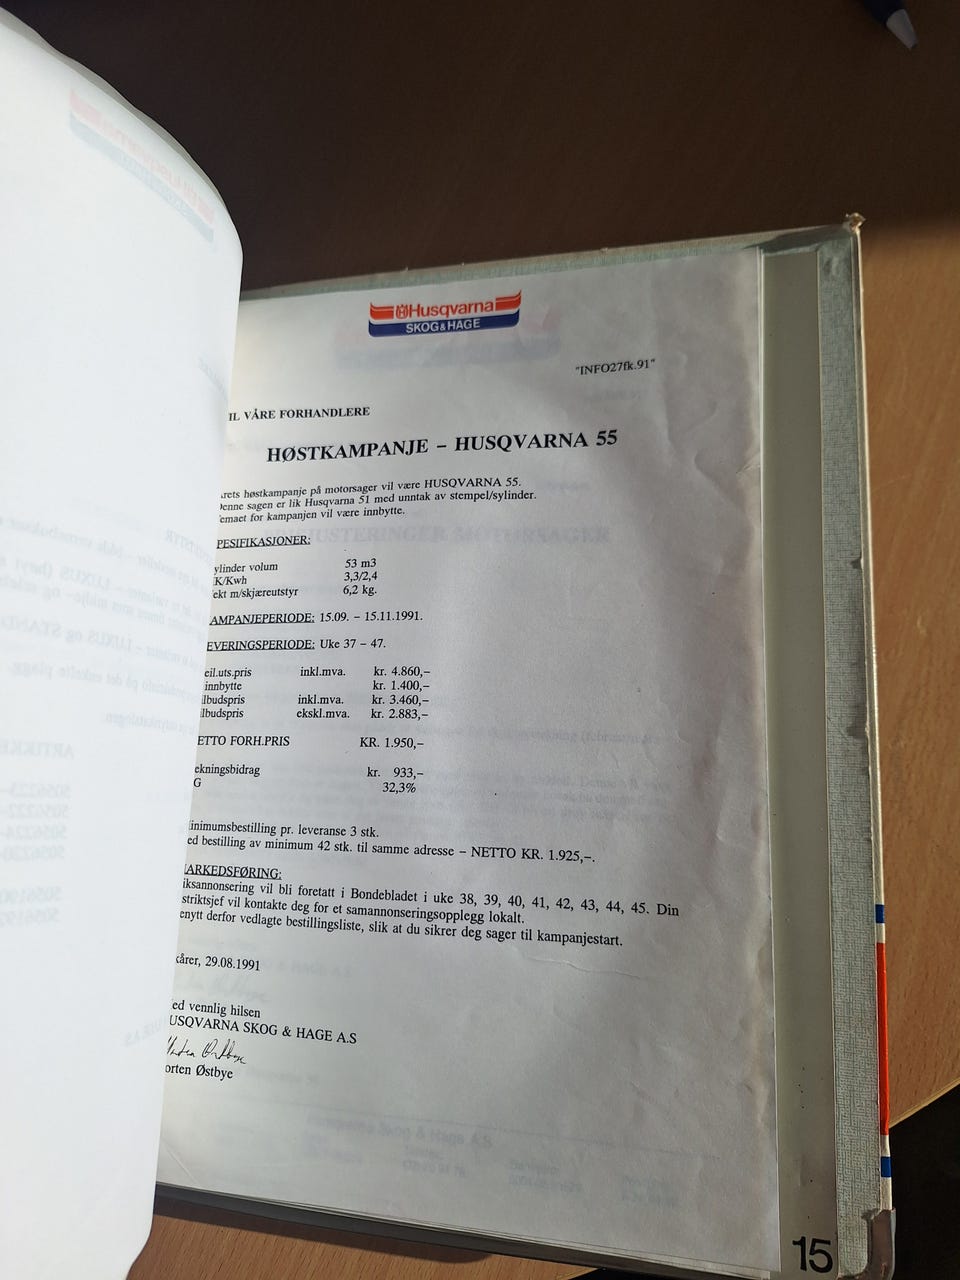 Husqvarna
SKOG & HAGE
"INFO27fk.91"
IL VÅRE FORHANDLERE
HØSTKAMPANJE – HUSQVARNA 55
rets høstkampanje på motorsager vil være HUSQVARNA 55.
enne sagen er lik Husqvarna 51 med unntak av stempel/sylinder.
emaet for kampanjen vil være innbytte.
PESIFIKASJONER:
ylinder volum 53 m3
K/Kwh 3,3/2,4
ekt m/skjæreutstyr 6,2 kg.
AMPANJEPERIODE: 15.09. – 15.11.1991.
EVERINGSPERIODE: Uke 37 – 47.
eil.uts.pris inkl.mva. kr. 4.860,–
innbytte kr. 1.400,–
lbudspris inkl.mva. kr. 3.460,–
lbudspris ekskl.mva. kr. 2.883,–
ETTO FORH.PRIS KR. 1.950,–
ekningsbidrag kr. 933,–
G 32,3%
inimumsbestilling pr. leveranse 3 stk.
ed bestilling av minimum 42 stk. til samme adresse – NETTO KR. 1.925,–.
ARKEDSFØRING:
iksannonsering vil bli foretatt i Bondebladet i uke 38, 39, 40, 41, 42, 43, 44, 45. Din
striktsjef vil kontakte deg for et samannonseringsopplegg lokalt.
enytt derfor vedlagte bestillingsliste, slik at du sikrer deg sager til kampanjestart.
kårer, 29.08.1991
ed vennlig hilsen
USQVARNA SKOG & HAGE A.S
orten Østbye
15